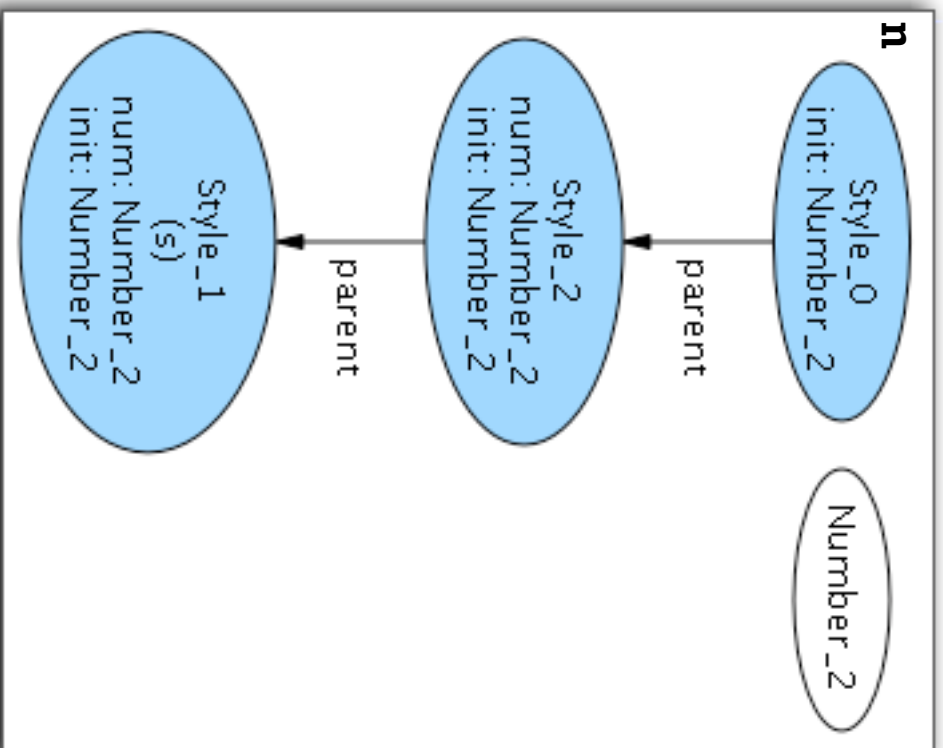 n
Style_0
init: Number_2
Number_2
parent
Style_2
num: Number_2
init: Number_2
parent
Style_1
(s)
num: Number_2
init: Number_2